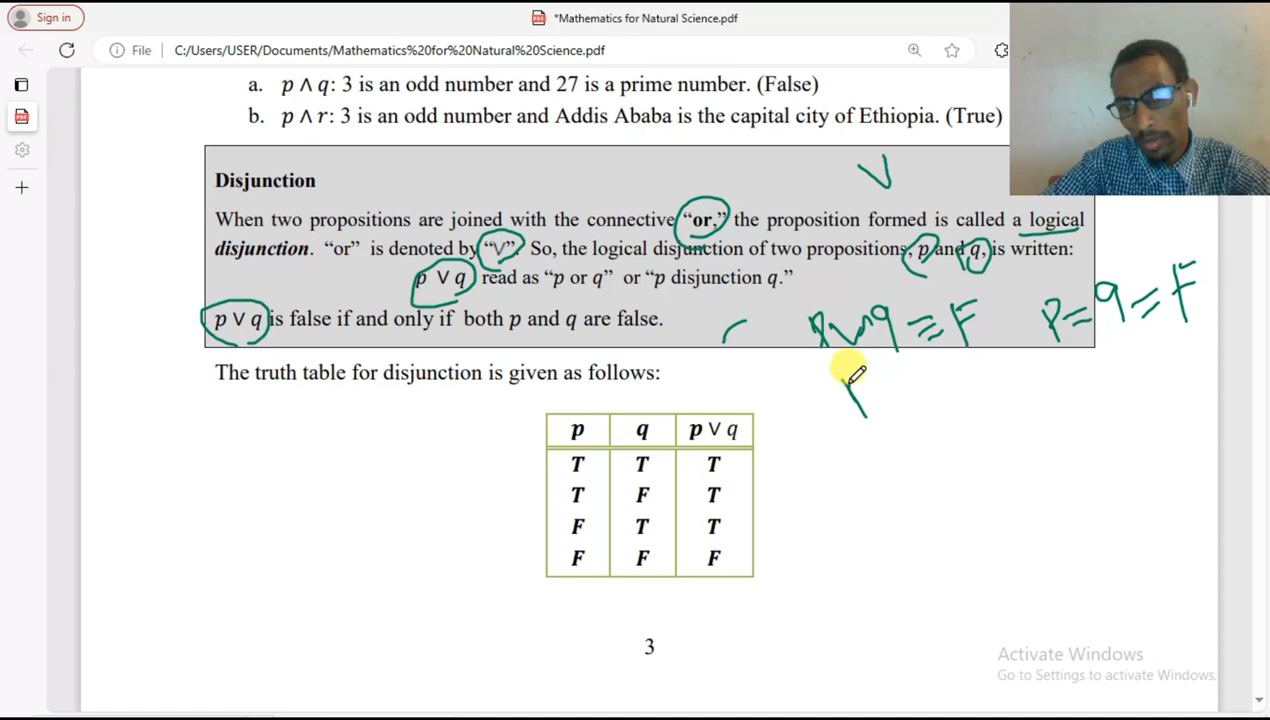 Sign in
*Mathematics for Natural Science.pdf
File C:/Users/USER/Documents/Mathematics%20for%20Natural%20Science.pdf
a. p ∧ q: 3 is an odd number and 27 is a prime number. (False)
b. p ∧ r: 3 is an odd number and Addis Ababa is the capital city of Ethiopia. (True)
V
Disjunction
When two propositions are joined with the connective “or,” the proposition formed is called a logical
disjunction. “or” is denoted by “∨”. So, the logical disjunction of two propositions, p and q, is written:
p ∨ q read as “p or q” or “p disjunction q.”
p ∨ q is false if and only if both p and q are false.
≡ F p = q = F
The truth table for disjunction is given as follows:
p q p ∨ q
T T T
T F T
F T T
F F F
3
Activate Windows
Go to Settings to activate Windows.